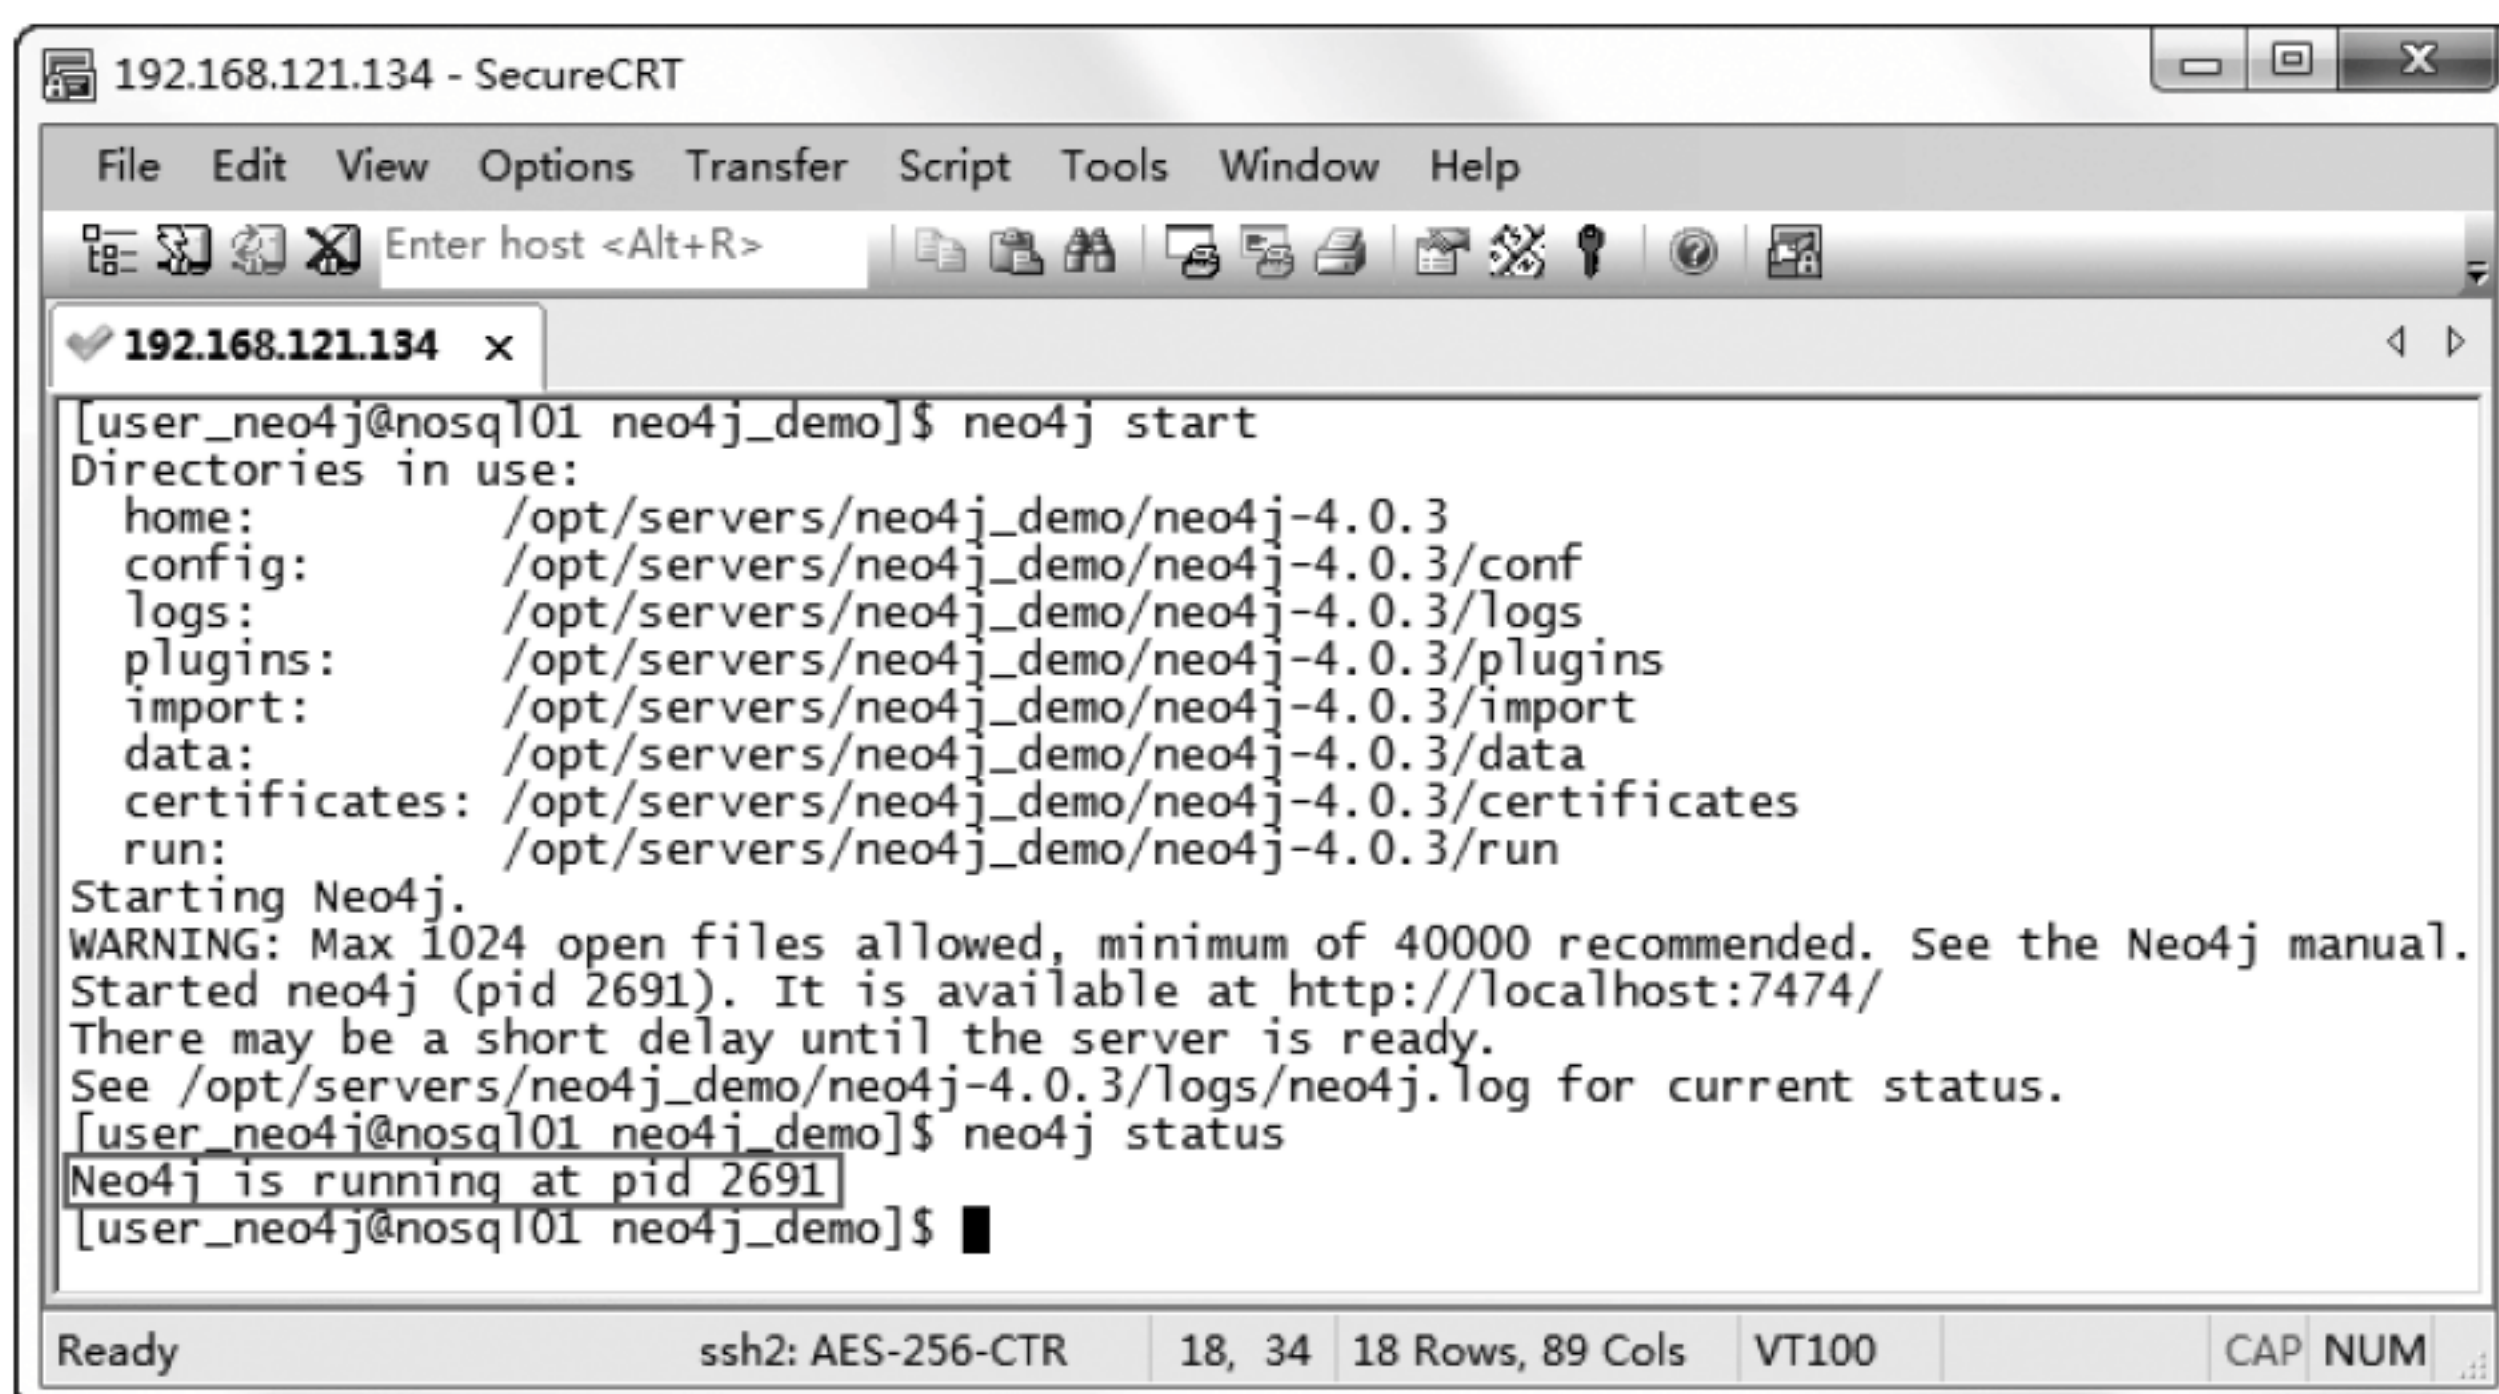 192.168.121.134 - SecureCRT
File Edit View Options Transfer Script Tools Window Help
Enter host <Alt+R>
192.168.121.134 x
[user_neo4j@nosql01 neo4j_demo]$ neo4j start
Directories in use:
  home:         /opt/servers/neo4j_demo/neo4j-4.0.3
  config:       /opt/servers/neo4j_demo/neo4j-4.0.3/conf
  logs:         /opt/servers/neo4j_demo/neo4j-4.0.3/logs
  plugins:      /opt/servers/neo4j_demo/neo4j-4.0.3/plugins
  import:       /opt/servers/neo4j_demo/neo4j-4.0.3/import
  data:         /opt/servers/neo4j_demo/neo4j-4.0.3/data
  certificates: /opt/servers/neo4j_demo/neo4j-4.0.3/certificates
  run:          /opt/servers/neo4j_demo/neo4j-4.0.3/run
Starting Neo4j.
WARNING: Max 1024 open files allowed, minimum of 40000 recommended. See the Neo4j manual.
Started neo4j (pid 2691). It is available at http://localhost:7474/
There may be a short delay until the server is ready.
See /opt/servers/neo4j_demo/neo4j-4.0.3/logs/neo4j.log for current status.
[user_neo4j@nosql01 neo4j_demo]$ neo4j status
Neo4j is running at pid 2691
[user_neo4j@nosql01 neo4j_demo]$
Ready ssh2: AES-256-CTR 18, 34 18 Rows, 89 Cols VT100 CAP NUM